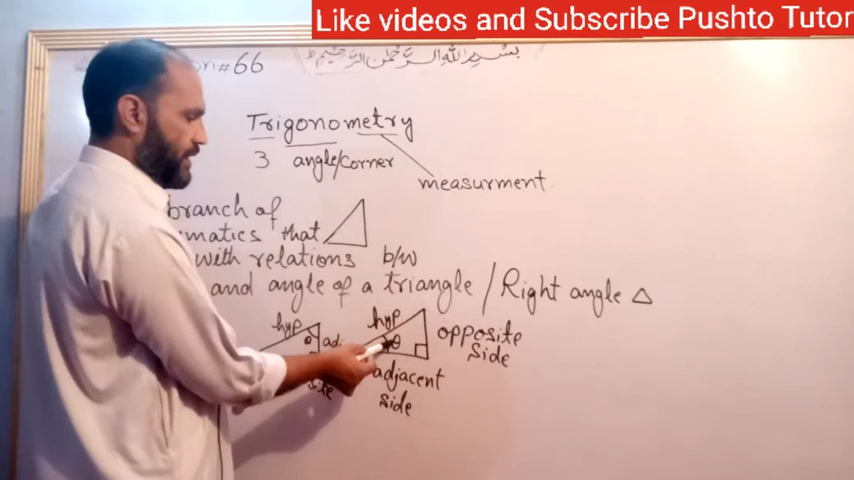 Like videos and Subscribe Pushto Tutor
on#66
بسم الله الرحمن الرحيم
Trigonometry
3 angle/corner
measurment
branch of
matics that
with relations b/w
and angle of a triangle / Right angle △
hyp
θ
hyp
θ
opposite
side
adjacent
side